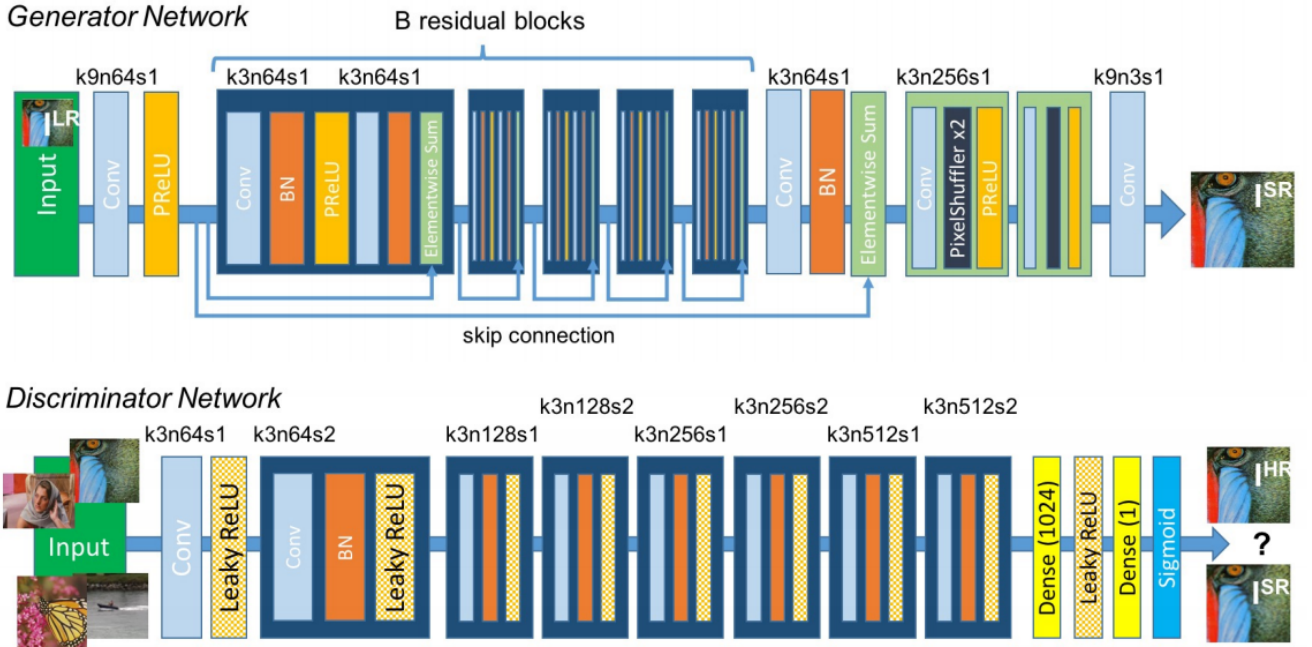 Generator Network
B residual blocks
k9n64s1
k3n64s1
k3n64s1
k3n64s1
k3n256s1
k9n3s1
I^LR
Input
Conv
PReLU
Conv
BN
PReLU
Elementwise Sum
Conv
BN
Elementwise Sum
Conv
PixelShuffler x2
PReLU
Conv
I^SR
skip connection
Discriminator Network
k3n64s1
k3n64s2
k3n128s1
k3n128s2
k3n256s1
k3n256s2
k3n512s1
k3n512s2
Input
Conv
Leaky ReLU
Conv
BN
Leaky ReLU
Dense (1024)
Leaky ReLU
Dense (1)
Sigmoid
I^HR
?
I^SR